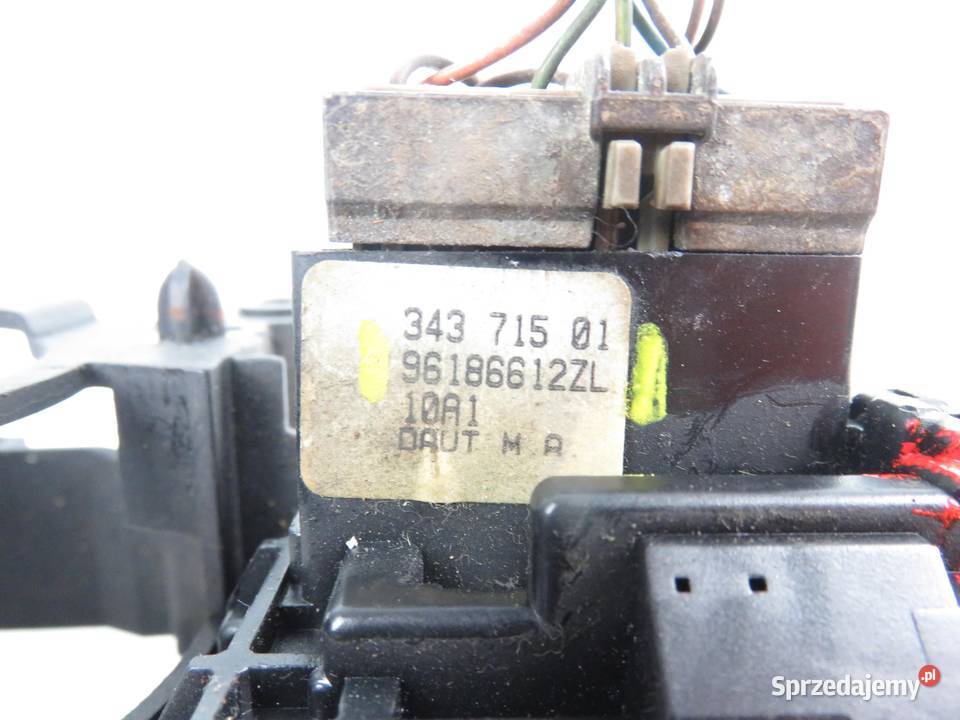 343 715 01
96186612ZL
10A1
DAUT M A
Sprzedajemy.pl